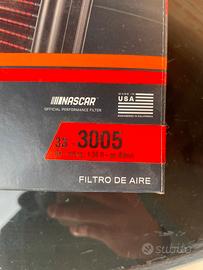 NASCAR
OFFICIAL PERFORMANCE FILTER
MADE IN
USA
33 - 3005
FILTRO DE AIRE
subito